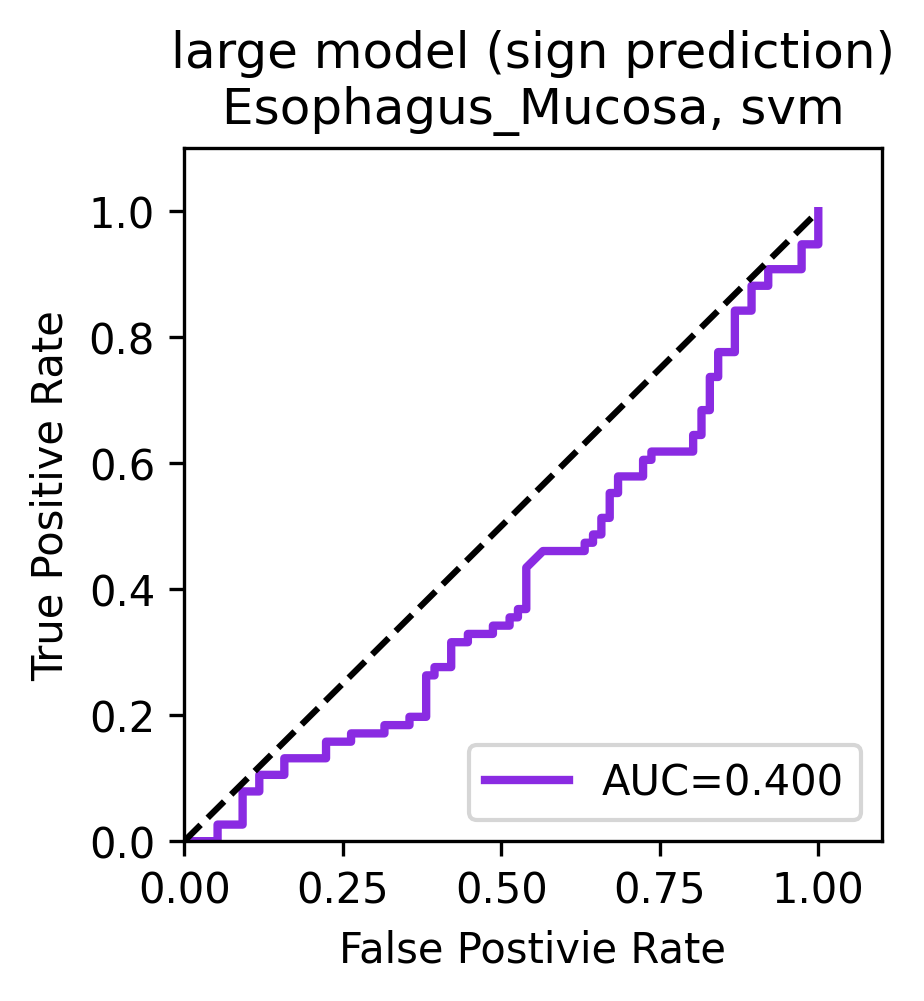 large model (sign prediction)
Esophagus_Mucosa, svm
1.0
0.8
0.6
0.4
0.2
0.0
True Positive Rate
AUC=0.400
0.00 0.25 0.50 0.75 1.00
False Postivie Rate